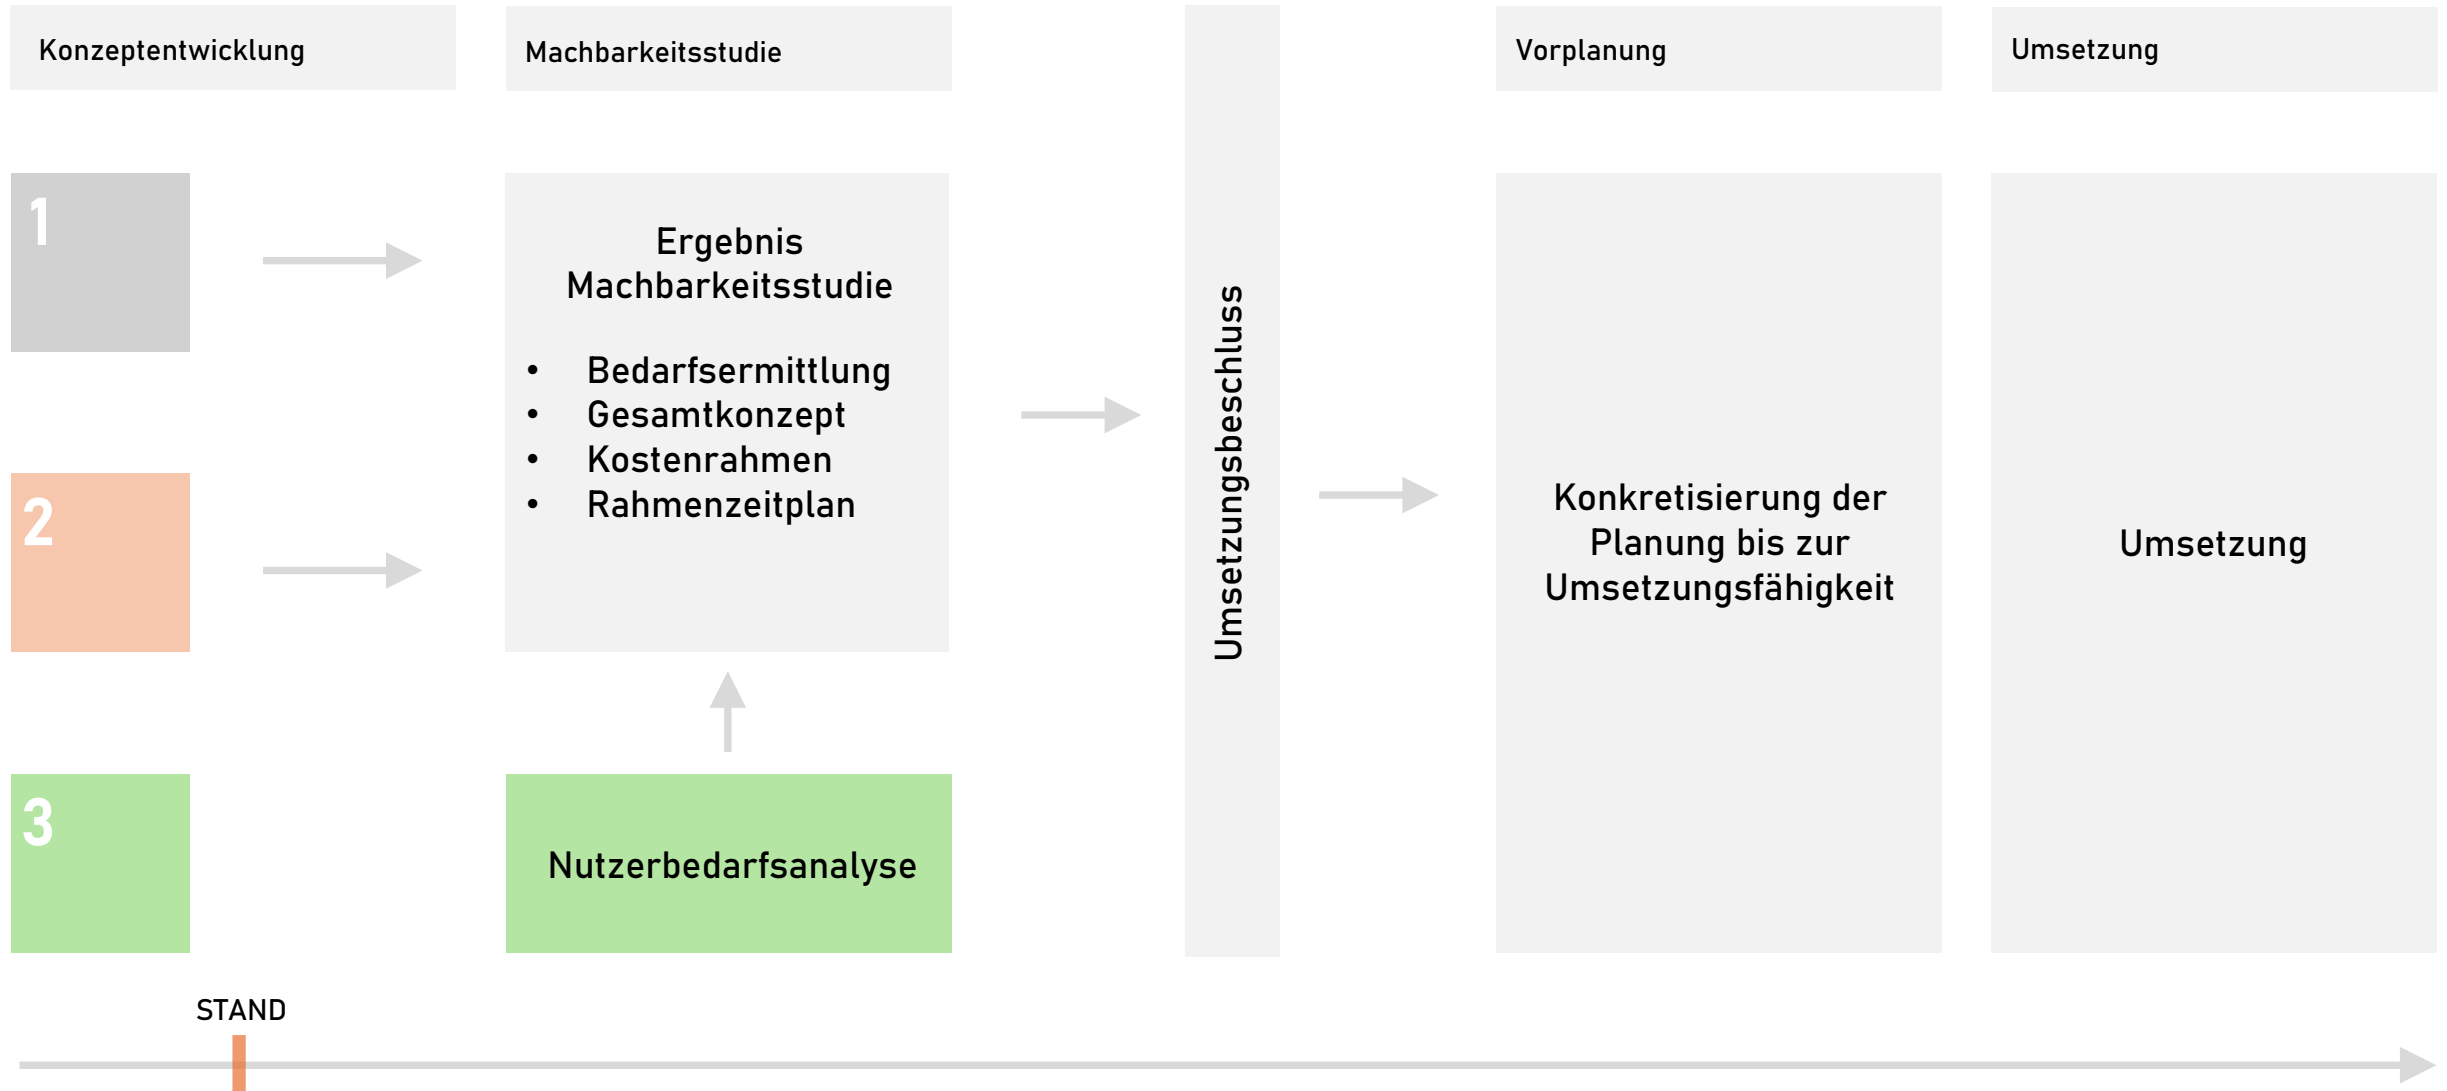 Konzeptentwicklung
Machbarkeitsstudie
Vorplanung
Umsetzung
1
Ergebnis
Machbarkeitsstudie
• Bedarfsermittlung
• Gesamtkonzept
• Kostenrahmen
• Rahmenzeitplan
2
3
Nutzerbedarfsanalyse
Umsetzungsbeschluss
Konkretisierung der
Planung bis zur
Umsetzungsfähigkeit
Umsetzung
STAND